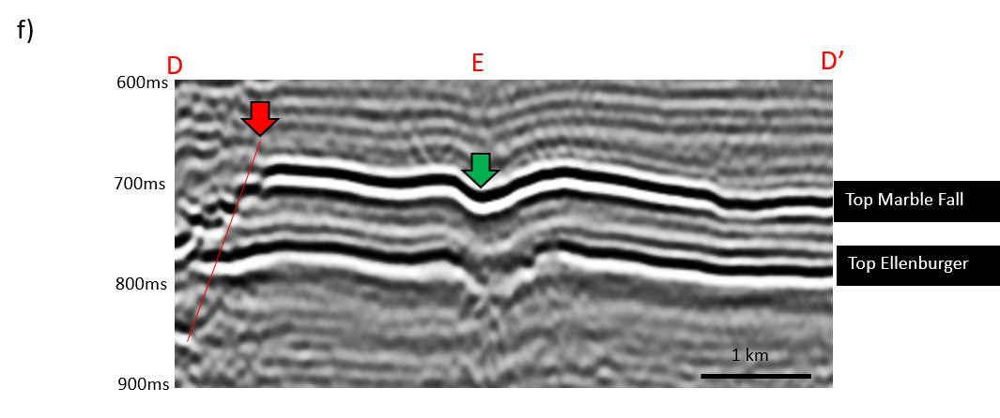 f)
D
E
D’
600ms
700ms
Top Marble Fall
Top Ellenburger
800ms
1 km
900ms